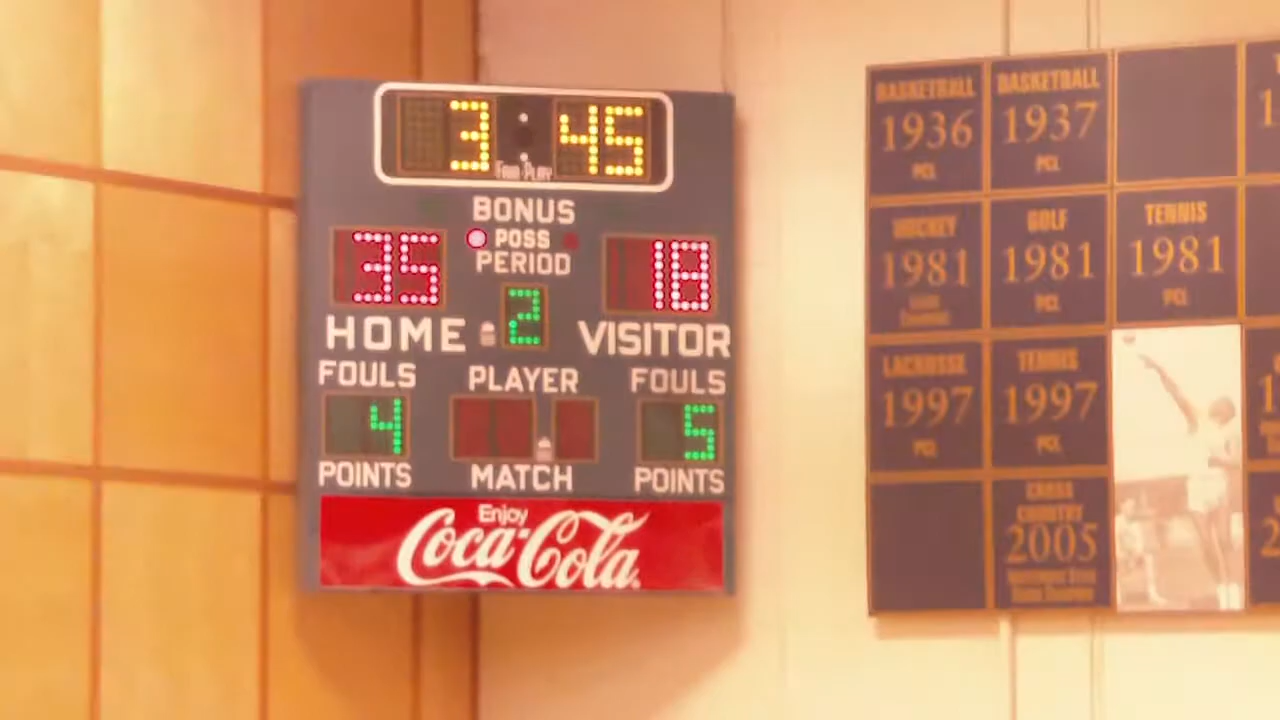 3 : 45
FAIR-PLAY
BONUS
POSS
PERIOD
35
2
18
HOME
VISITOR
FOULS
PLAYER
FOULS
4
5
POINTS
MATCH
POINTS
Enjoy
Coca-Cola
BASKETBALL
1936
PCL
BASKETBALL
1937
PCL
HOCKEY
1981
GOLF
1981
PCL
TENNIS
1981
PCL
LACROSSE
1997
PCL
TENNIS
1997
PCL
CROSS
COUNTRY
2005